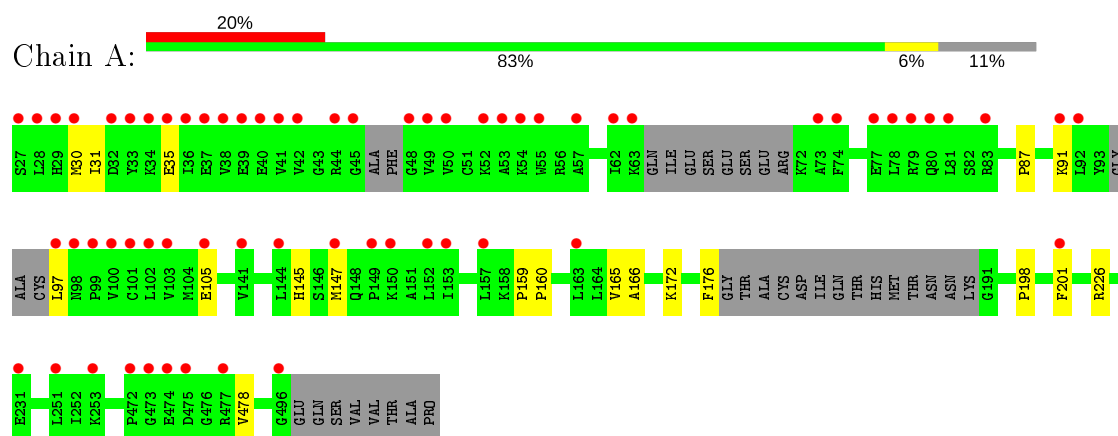 20%
Chain A:
83% 6% 11%
S27 L28 H29 M30 I31 D32 Y33 K34 E35 I36 E37 V38 E39 E40 V41 V42 G43 R44 G45 ALA PHE G48 V49 V50 C51 K52 A53 K54 W55 R56 A57 I62 K63 GLN ILE GLU SER GLU SER GLU ARG K72 A73 F74 E77 L78 R79 Q80 L81 S82 R83 P87 K91 L92 Y93 GLY
ALA CYS L97 N98 P99 V100 C101 L102 V103 M104 E105 V141 L144 H145 S146 M147 Q148 P149 K150 A151 L152 I153 L157 K158 P159 P160 L163 L164 V165 A166 K172 F176 GLY THR ALA CYS ASP ILE GLN THR HIS MET THR ASN ASN LYS G191 P198 F201 R226
E231 L251 I252 K253 P472 G473 E474 D475 G476 R477 V478 G496 GLU GLN SER VAL VAL THR ALA PRO